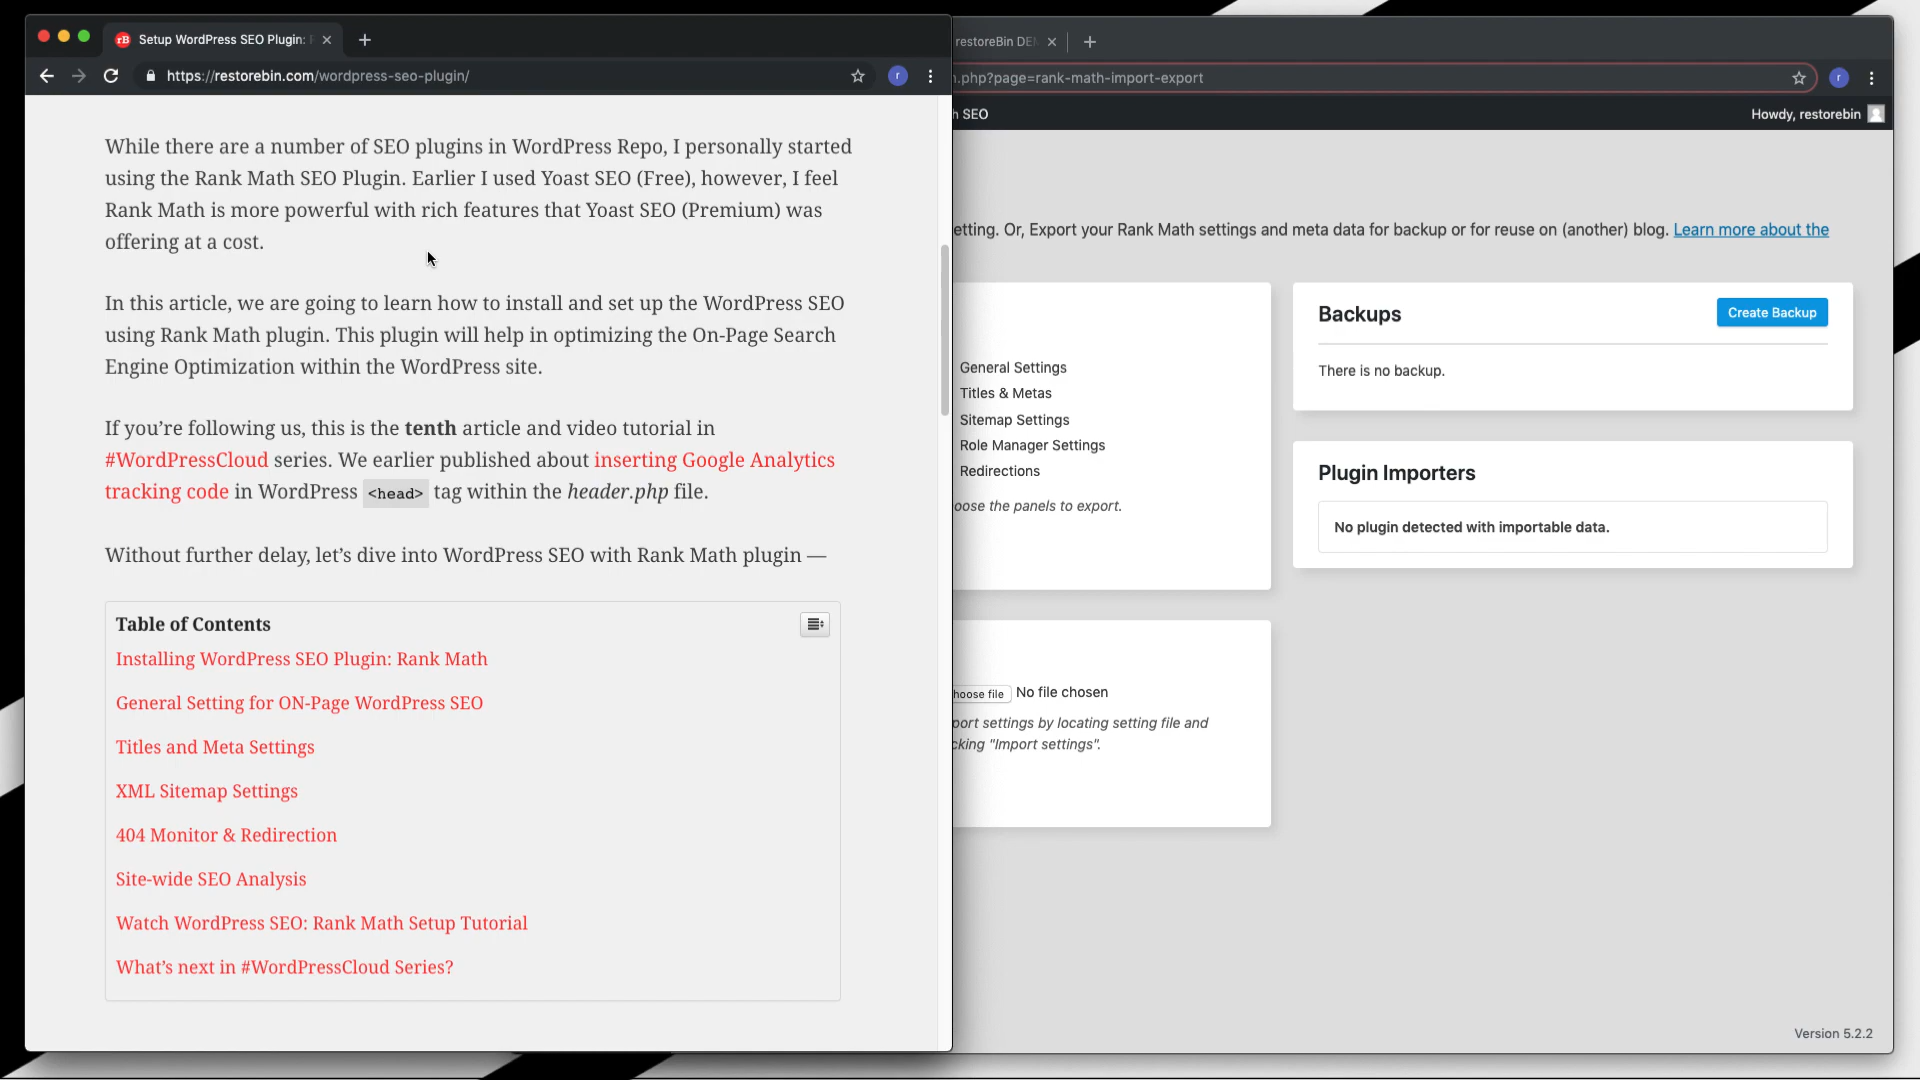 Setup WordPress SEO Plugin:
https://restorebin.com/wordpress-seo-plugin/
r
While there are a number of SEO plugins in WordPress Repo, I personally started
using the Rank Math SEO Plugin. Earlier I used Yoast SEO (Free), however, I feel
Rank Math is more powerful with rich features that Yoast SEO (Premium) was
offering at a cost.
In this article, we are going to learn how to install and set up the WordPress SEO
using Rank Math plugin. This plugin will help in optimizing the On-Page Search
Engine Optimization within the WordPress site.
If you’re following us, this is the tenth article and video tutorial in
#WordPressCloud series. We earlier published about inserting Google Analytics
tracking code in WordPress <head> tag within the header.php file.
Without further delay, let’s dive into WordPress SEO with Rank Math plugin —
Table of Contents
Installing WordPress SEO Plugin: Rank Math
General Setting for ON-Page WordPress SEO
Titles and Meta Settings
XML Sitemap Settings
404 Monitor & Redirection
Site-wide SEO Analysis
Watch WordPress SEO: Rank Math Setup Tutorial
What’s next in #WordPressCloud Series?
restoreBin DEM
n.php?page=rank-math-import-export
r
h SEO
Howdy, restorebin
etting. Or, Export your Rank Math settings and meta data for backup or for reuse on (another) blog. Learn more about the
General Settings
Titles & Metas
Sitemap Settings
Role Manager Settings
Redirections
oose the panels to export.
hoose file No file chosen
port settings by locating setting file and
cking "Import settings".
Backups
Create Backup
There is no backup.
Plugin Importers
No plugin detected with importable data.
Version 5.2.2